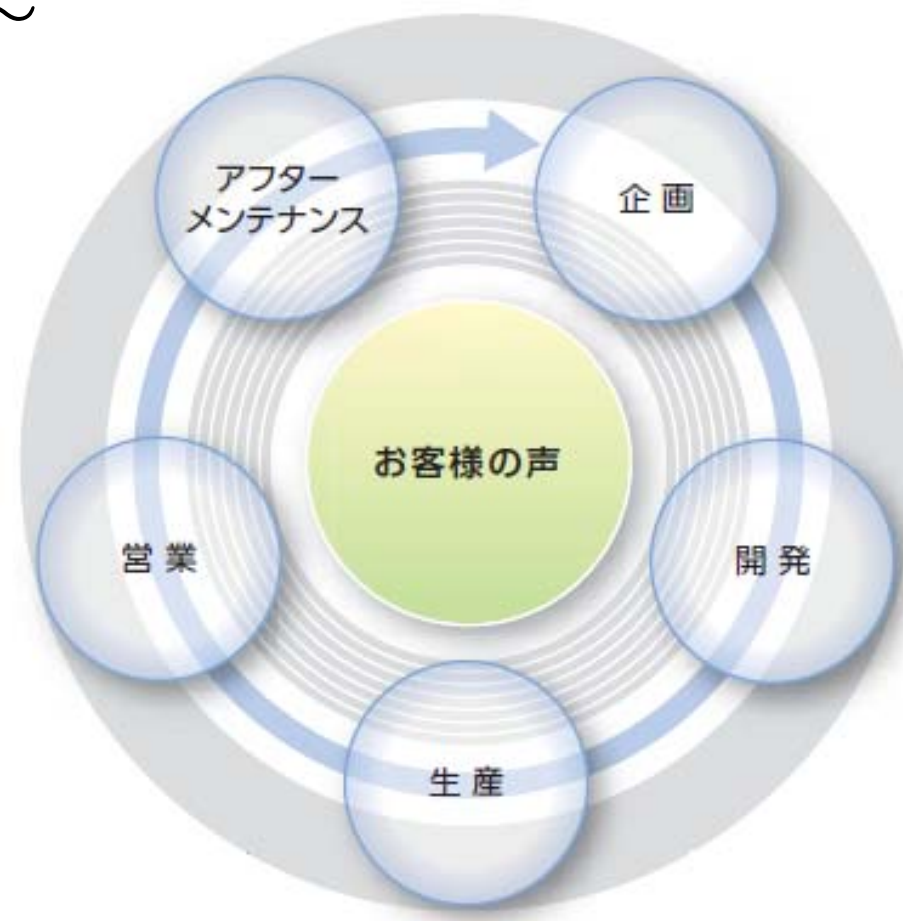 ～
アフター
メンテナンス
企画
お客様の声
営業
開発
生産